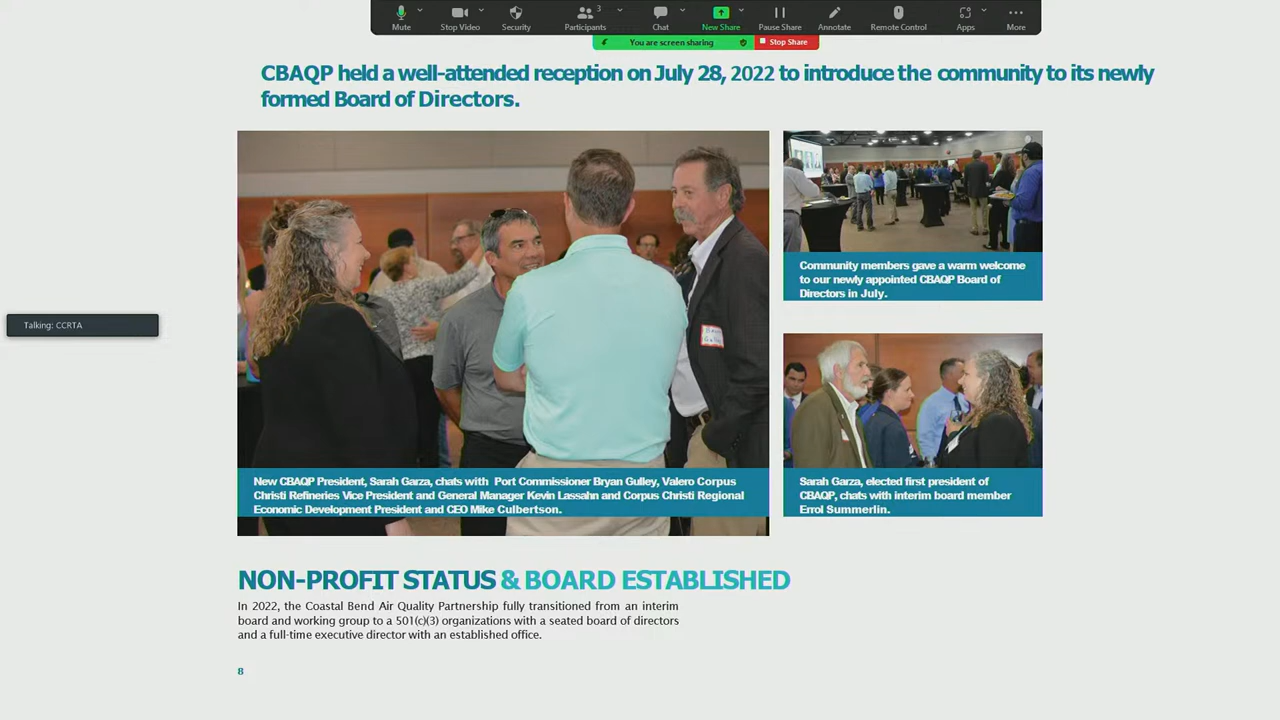 Mute
Stop Video
Security
Participants
3
Chat
New Share
Pause Share
Annotate
Remote Control
Apps
More
You are screen sharing
Stop Share
CBAQP held a well-attended reception on July 28, 2022 to introduce the community to its newly
formed Board of Directors.
Talking: CCRTA
New CBAQP President, Sarah Garza, chats with Port Commissioner Bryan Gulley, Valero Corpus
Christi Refineries Vice President and General Manager Kevin Lassahn and Corpus Christi Regional
Economic Development President and CEO Mike Culbertson.
Community members gave a warm welcome
to our newly appointed CBAQP Board of
Directors in July.
Sarah Garza, elected first president of
CBAQP, chats with interim board member
Errol Summerlin.
NON-PROFIT STATUS & BOARD ESTABLISHED
In 2022, the Coastal Bend Air Quality Partnership fully transitioned from an interim
board and working group to a 501(c)(3) organizations with a seated board of directors
and a full-time executive director with an established office.
8